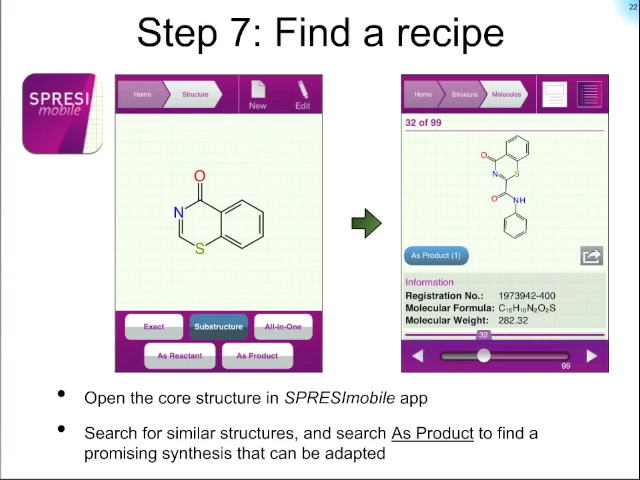 22
Step 7: Find a recipe
SPRESI
mobile
Home
Structure
New
Edit
O
N
S
Exact
Substructure
All-in-One
As Reactant
As Product
Home
Structure
Molecules
32 of 99
O
N
S
O
NH
As Product (1)
Information
Registration No.: 1973942-400
Molecular Formula: C₁₅H₁₀N₂O₂S
Molecular Weight: 282.32
32
99
• Open the core structure in SPRESImobile app
• Search for similar structures, and search As Product to find a
promising synthesis that can be adapted